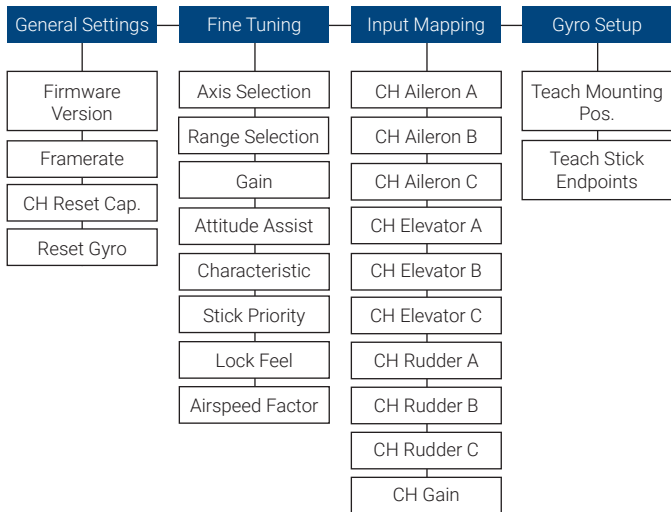 General Settings
Fine Tuning
Input Mapping
Gyro Setup
Firmware
Version
Framerate
CH Reset Cap.
Reset Gyro
Axis Selection
Range Selection
Gain
Attitude Assist
Characteristic
Stick Priority
Lock Feel
Airspeed Factor
CH Aileron A
CH Aileron B
CH Aileron C
CH Elevator A
CH Elevator B
CH Elevator C
CH Rudder A
CH Rudder B
CH Rudder C
CH Gain
Teach Mounting
Pos.
Teach Stick
Endpoints